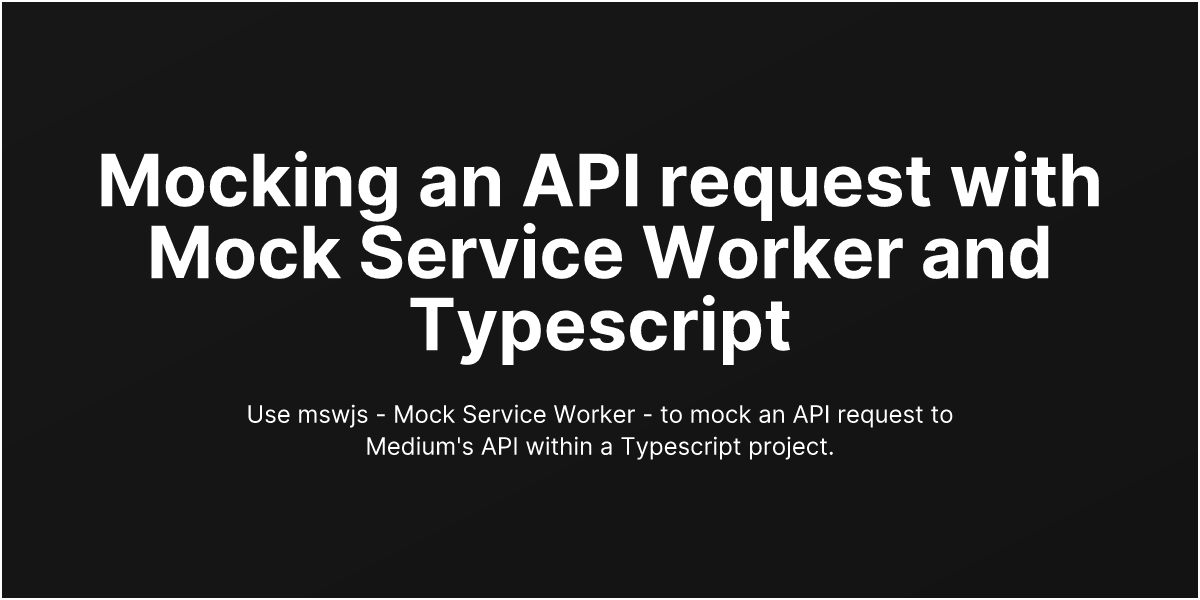 Mocking an API request with
Mock Service Worker and
Typescript
Use mswjs - Mock Service Worker - to mock an API request to
Medium's API within a Typescript project.